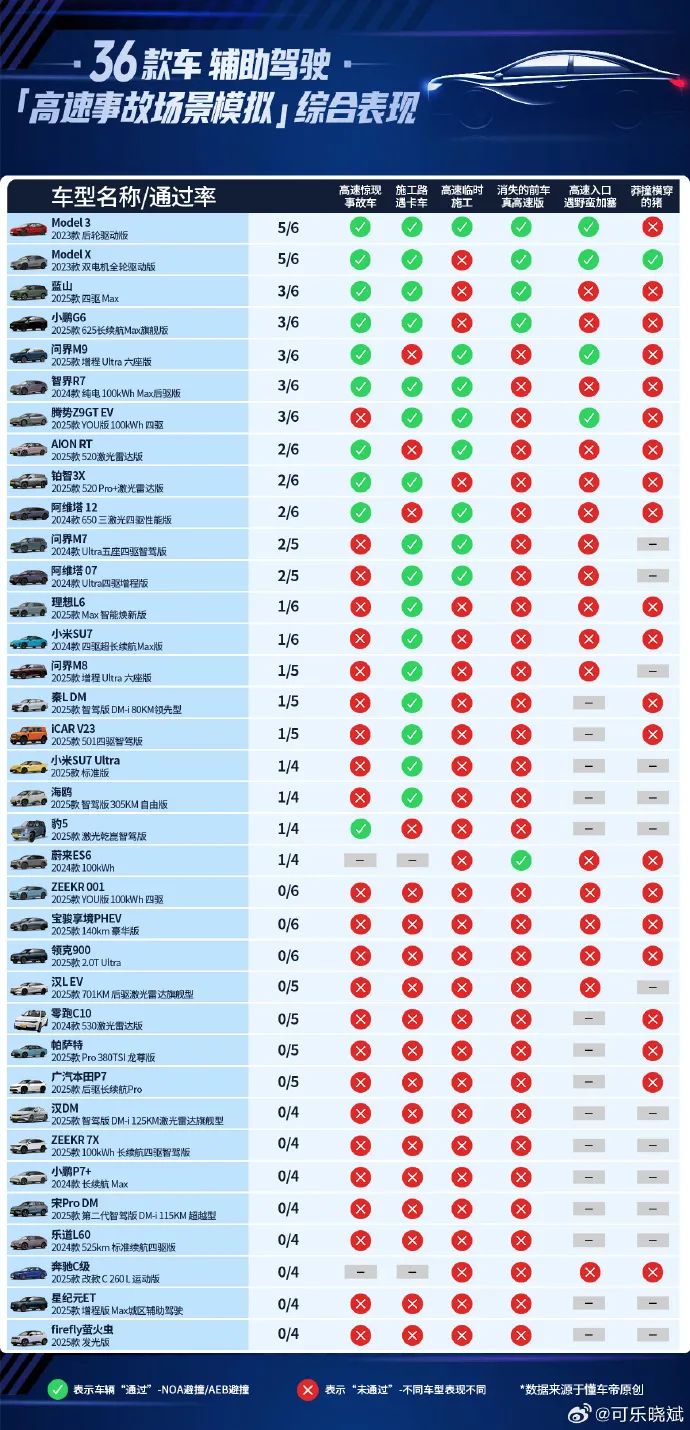 36款车 辅助驾驶
「高速事故场景模拟」综合表现
车型名称/通过率 高速惊现事故车 施工路遇卡车 高速临时施工 消失的前车真高速版 高速入口遇野蛮加塞 莽撞横穿的猪
Model 3 5/6
2023款 后轮驱动版
Model X 5/6
2023款 双电机全轮驱动版
蓝山 3/6
2025款 四驱 Max
小鹏G6 3/6
2025款 625长续航Max旗舰版
问界M9 3/6
2025款 增程 Ultra 六座版
智界R7 3/6
2024款 纯电 100kWh Max后驱版
腾势Z9GT EV 3/6
2025款 YOU版 100kWh 四驱
AION RT 2/6
2025款 520激光雷达版
铂智3X 2/6
2025款 520 Pro+激光雷达版
阿维塔 12 2/6
2024款 650 三激光四驱性能版
问界M7 2/5
2024款 Ultra五座四驱智驾版
阿维塔 07 2/5
2024款 Ultra四驱增程版
理想L6 1/6
2025款 Max 智能焕新版
小米SU7 1/6
2024款 四驱超长续航Max版
问界M8 1/5
2025款 增程 Ultra 六座版
秦L DM 1/5
2025款 智驾版 DM-i 80KM领先型
iCAR V23 1/5
2025款 501四驱智驾版
小米SU7 Ultra 1/4
2025款 标准版
海鸥 1/4
2025款 智驾版 305KM 自由版
豹5 1/4
2025款 激光乾崑智驾版
蔚来ES6 1/4
2024款 100kWh
ZEEKR 001 0/6
2025款 YOU版 100kWh 四驱
宝骏享境PHEV 0/6
2025款 140km 豪华版
领克900 0/6
2025款 2.0T Ultra
汉L EV 0/5
2025款 701KM 后驱激光雷达旗舰型
零跑C10 0/5
2024款 530激光雷达版
帕萨特 0/5
2025款 Pro 380TSI 龙尊版
广汽本田P7 0/5
2025款 后驱长续航Pro
汉DM 0/4
2025款 智驾版 DM-i 125KM激光雷达旗舰型
ZEEKR 7X 0/4
2025款 100kWh 长续航四驱智驾版
小鹏P7+ 0/4
2024款 长续航 Max
宋Pro DM 0/4
2025款 第二代智驾版 DM-i 115KM 超越型
乐道L60 0/4
2024款 525km 标准续航四驱版
奔驰C级 0/4
2025款 改款 C 260 L 运动版
星纪元ET 0/4
2025款 增程版 Max城区辅助驾驶
firefly萤火虫 0/4
2025款 发光版
表示车辆“通过”-NOA避撞/AEB避撞 表示“未通过”-不同车型表现不同 *数据来源于懂车帝原创
@可乐晓斌